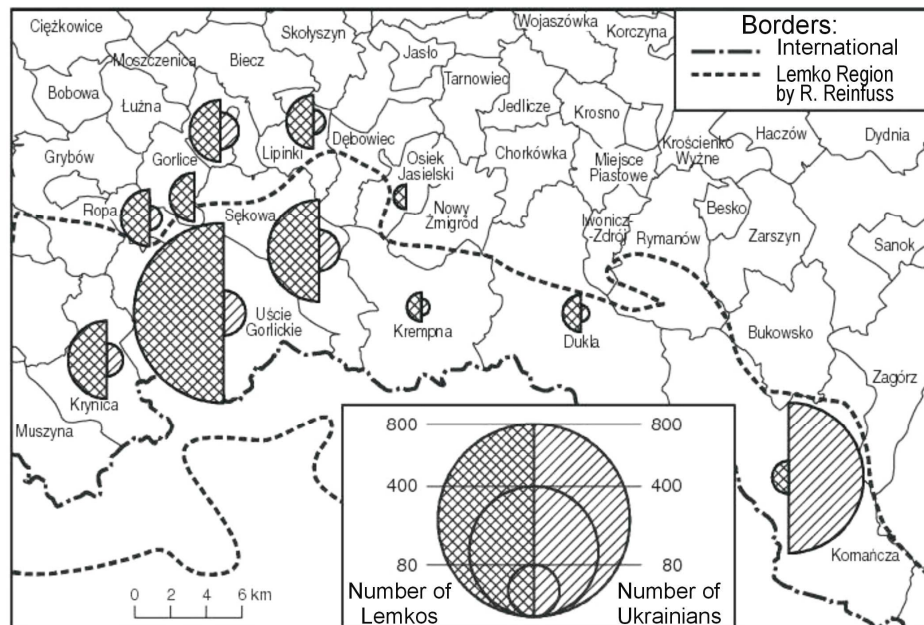 Ciężkowice
Skołyszyn
Wojaszówka
Korczyna
Moszczenica
Biecz
Jasło
Bobowa
Łużna
Tarnowiec
Jedlicze
Krosno
Grybów
Gorlice
Lipinki
Dębowiec
Osiek
Jasielski
Chorkówka
Miejsce
Piastowe
Krościenko
Wyżne
Haczów
Dydnia
Ropa
Sękowa
Nowy
Żmigród
Iwonicz-
-Zdrój
Rymanów
Besko
Zarszyn
Sanok
Uście
Gorlickie
Krempna
Dukla
Bukowsko
Zagórz
Krynica
Muszyna
Komańcza
Borders:
International
Lemko Region
by R. Reinfuss
800 800
400 400
80 80
Number of
Lemkos
Number of
Ukrainians
0 2 4 6 km